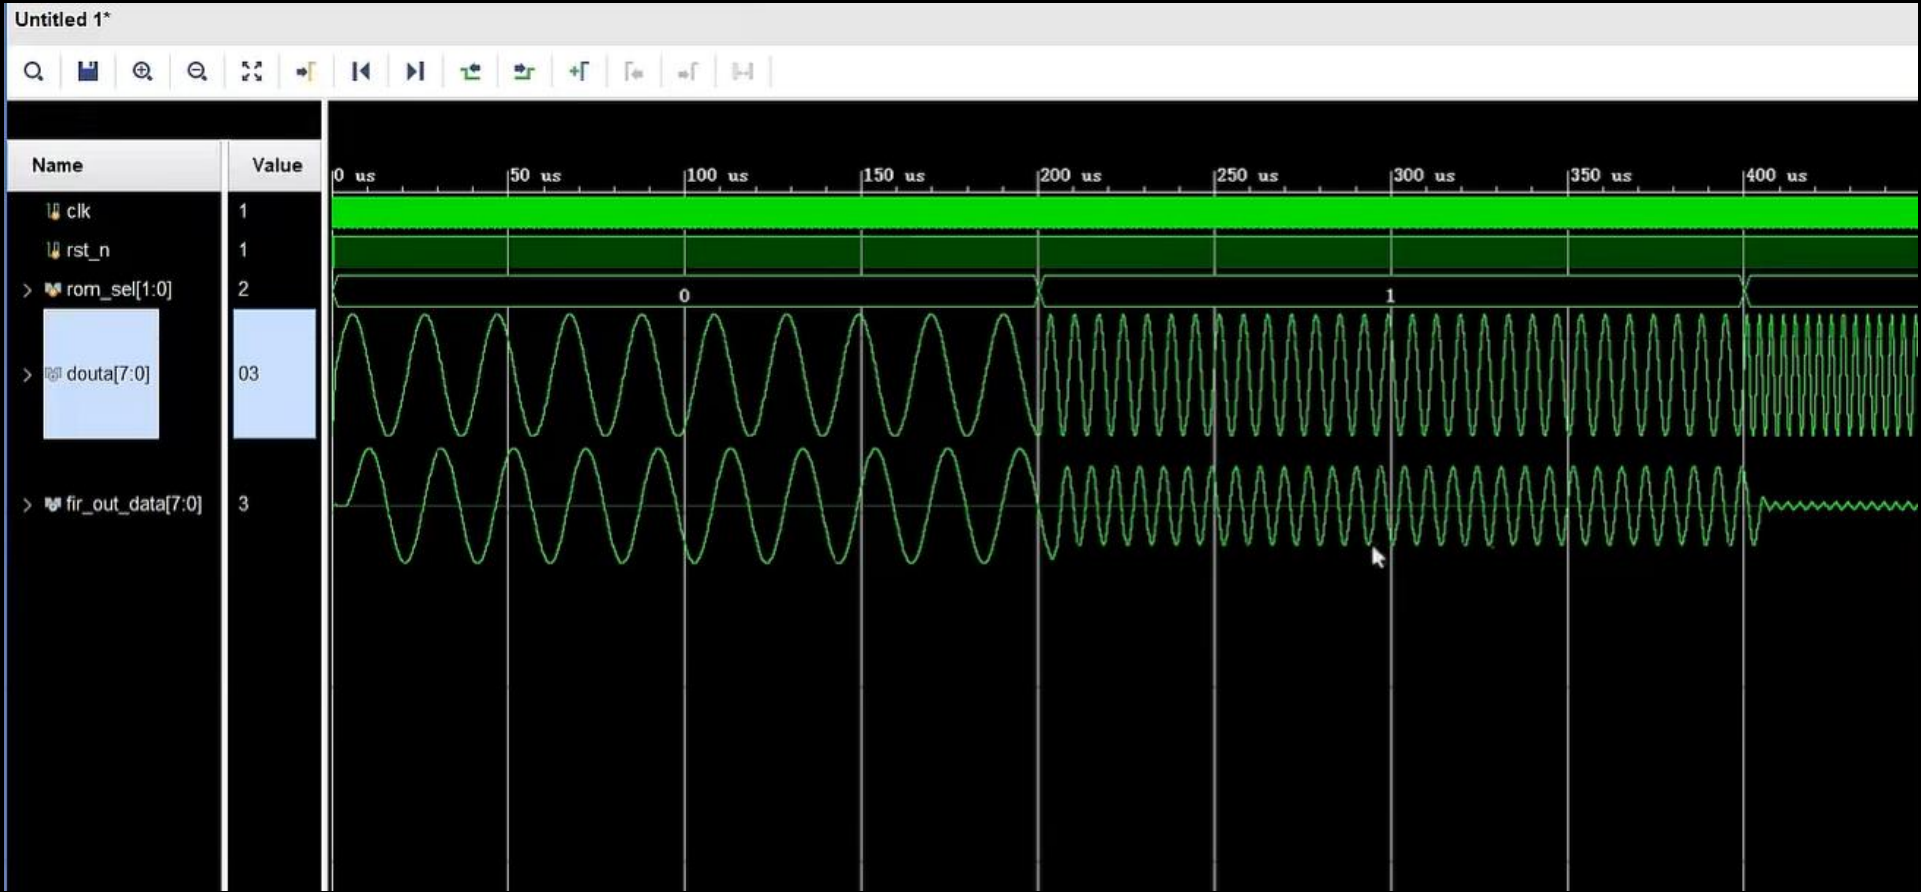 Untitled 1*
Name Value
0 us 50 us 100 us 150 us 200 us 250 us 300 us 350 us 400 us
clk 1
rst_n 1
rom_sel[1:0] 2 0 1
douta[7:0] 03
fir_out_data[7:0] 3